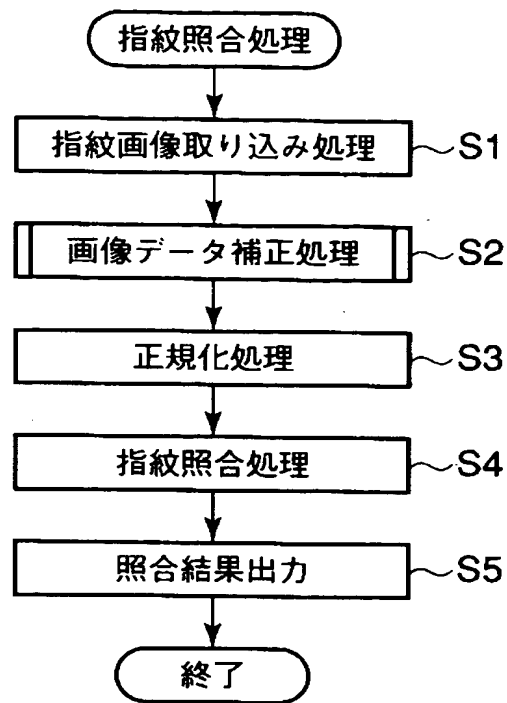 指紋照合処理
指紋画像取り込み処理 S1
画像データ補正処理 S2
正規化処理 S3
指紋照合処理 S4
照合結果出力 S5
終了